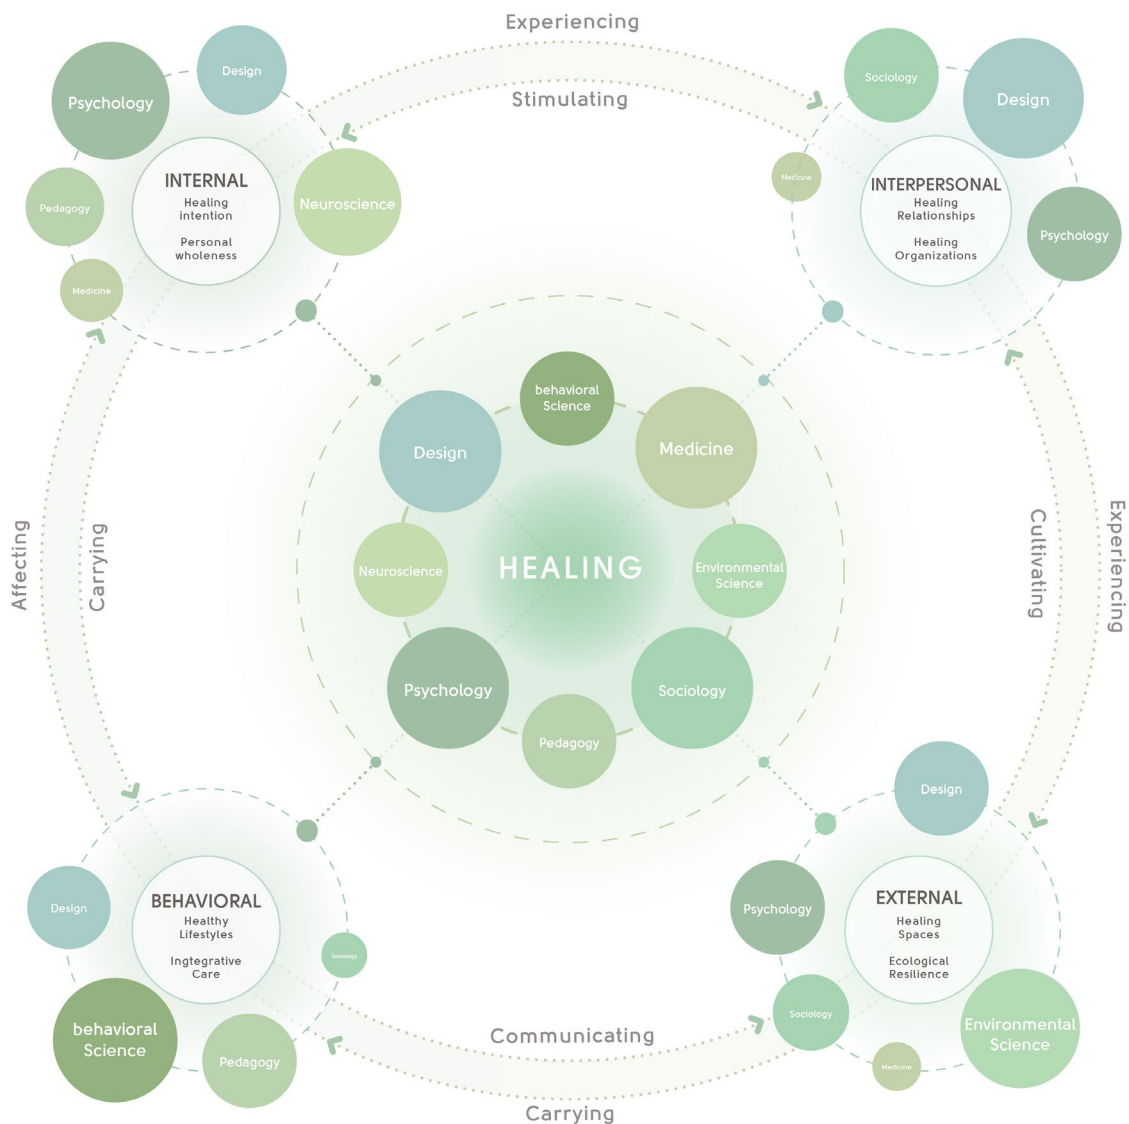 Experiencing
Stimulating
Psychology
Design
Neuroscience
Pedagogy
Medicine
INTERNAL
Healing
intention
Personal
wholeness
Sociology
Design
Medicine
Psychology
INTERPERSONAL
Healing
Relationships
Healing
Organizations
Affecting
Carrying
behavioral
Science
Design
Medicine
Neuroscience
HEALING
Environmental
Science
Psychology
Sociology
Pedagogy
Cultivating
Experiencing
Design
BEHAVIORAL
Healthy
Lifestyles
Ingtegrative
Care
Sociology
behavioral
Science
Pedagogy
Design
Psychology
EXTERNAL
Healing
Spaces
Ecological
Resilience
Sociology
Environmental
Science
Medicine
Communicating
Carrying